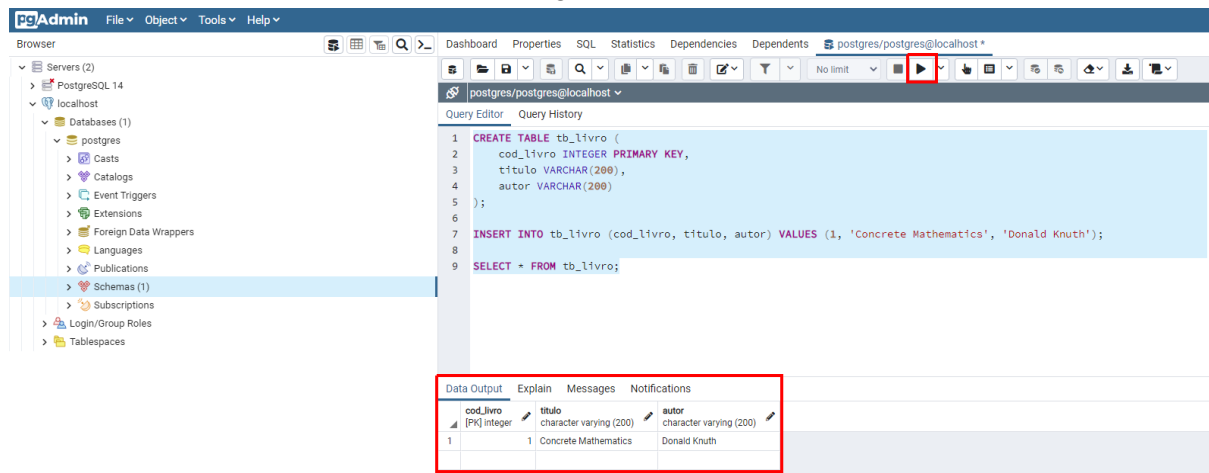 pgAdmin File Object Tools Help
Browser
Dashboard Properties SQL Statistics Dependencies Dependents postgres/postgres@localhost *
Servers (2)
PostgreSQL 14
localhost
Databases (1)
postgres
Casts
Catalogs
Event Triggers
Extensions
Foreign Data Wrappers
Languages
Publications
Schemas (1)
Subscriptions
Login/Group Roles
Tablespaces
No limit
postgres/postgres@localhost
Query Editor Query History
1 CREATE TABLE tb_livro (
2 cod_livro INTEGER PRIMARY KEY,
3 titulo VARCHAR(200),
4 autor VARCHAR(200)
5 );
6
7 INSERT INTO tb_livro (cod_livro, titulo, autor) VALUES (1, 'Concrete Mathematics', 'Donald Knuth');
8
9 SELECT * FROM tb_livro;
Data Output Explain Messages Notifications
cod_livro titulo autor
[PK] integer character varying (200) character varying (200)
1 1 Concrete Mathematics Donald Knuth